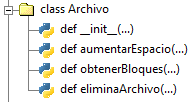 class Archivo
def __init__(...)
def aumentarEspacio(...)
def obtenerBloques(...)
def eliminaArchivo(...)